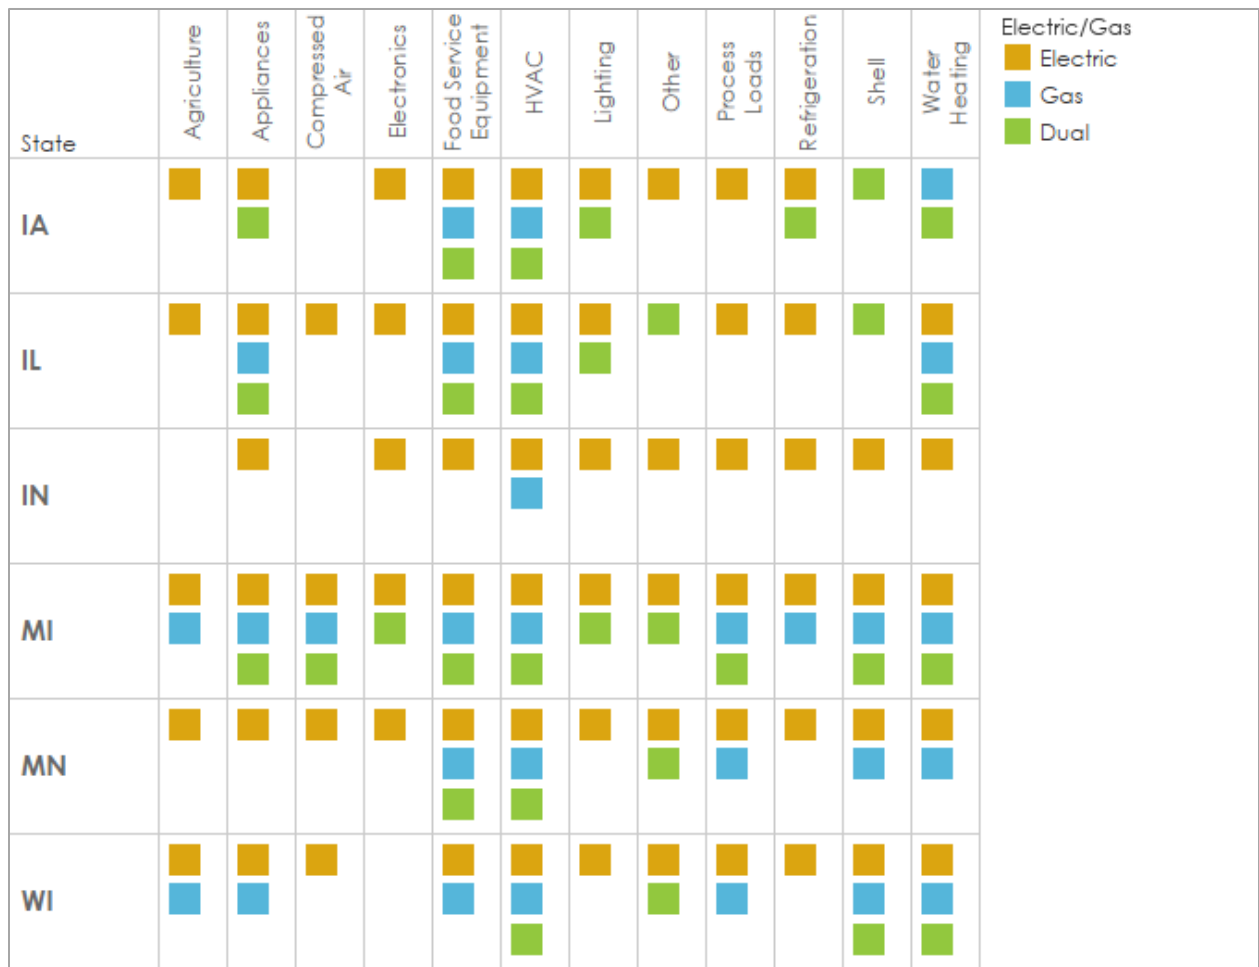 State
Agriculture
Appliances
Compressed
Air
Electronics
Food Service
Equipment
HVAC
Lighting
Other
Process
Loads
Refrigeration
Shell
Water
Heating
Electric/Gas
Electric
Gas
Dual
IA
IL
IN
MI
MN
WI